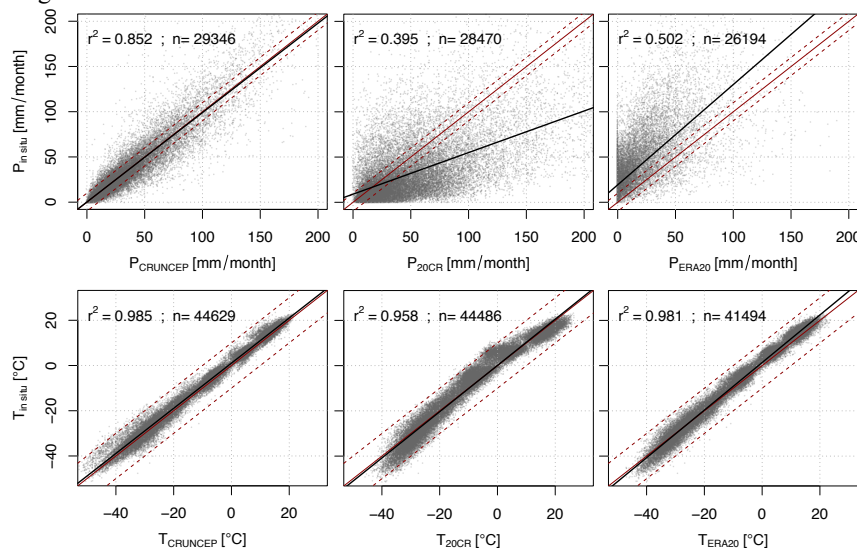 r² = 0.852 ; n= 29346
r² = 0.395 ; n= 28470
r² = 0.502 ; n= 26194
200
150
100
50
0
P in situ [mm/month]
0 50 100 150 200
0 50 100 150 200
0 50 100 150 200
P CRUNCEP [mm/month]
P 20CR [mm/month]
P ERA20 [mm/month]
r² = 0.985 ; n= 44629
r² = 0.958 ; n= 44486
r² = 0.981 ; n= 41494
20
0
−20
−40
T in situ [°C]
−40 −20 0 20
−40 −20 0 20
−40 −20 0 20
T CRUNCEP [°C]
T 20CR [°C]
T ERA20 [°C]